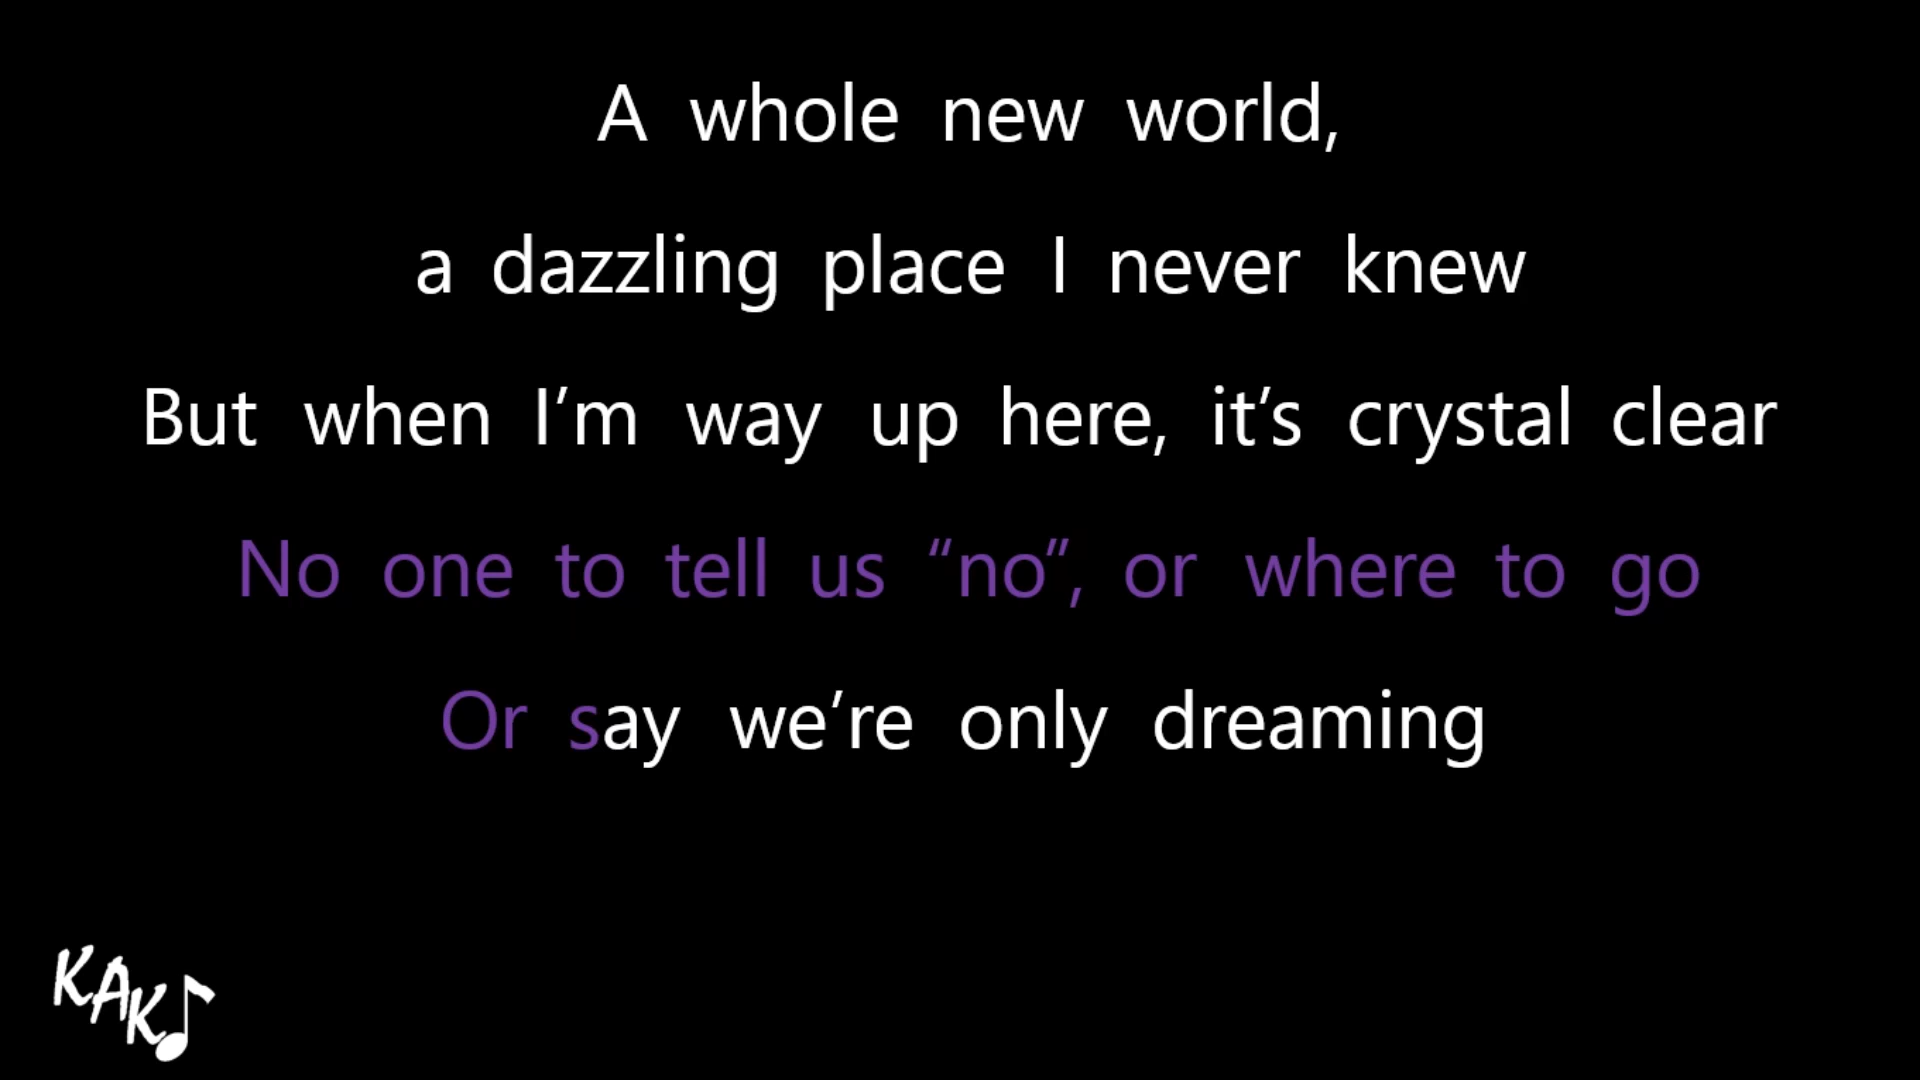 A whole new world,
a dazzling place I never knew
But when I’m way up here, it’s crystal clear
No one to tell us “no”, or where to go
Or say we’re only dreaming
KAK